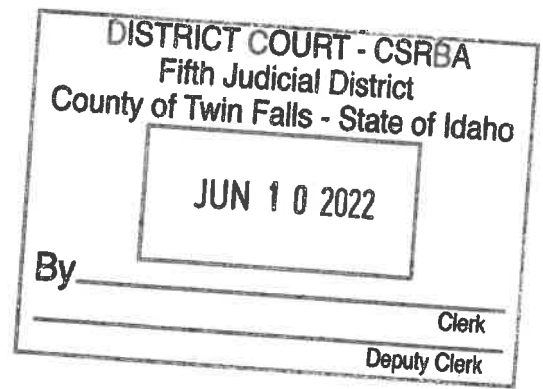 DISTRICT COURT - CSRBA
Fifth Judicial District
County of Twin Falls - State of Idaho
JUN 10 2022
By
Clerk
Deputy Clerk